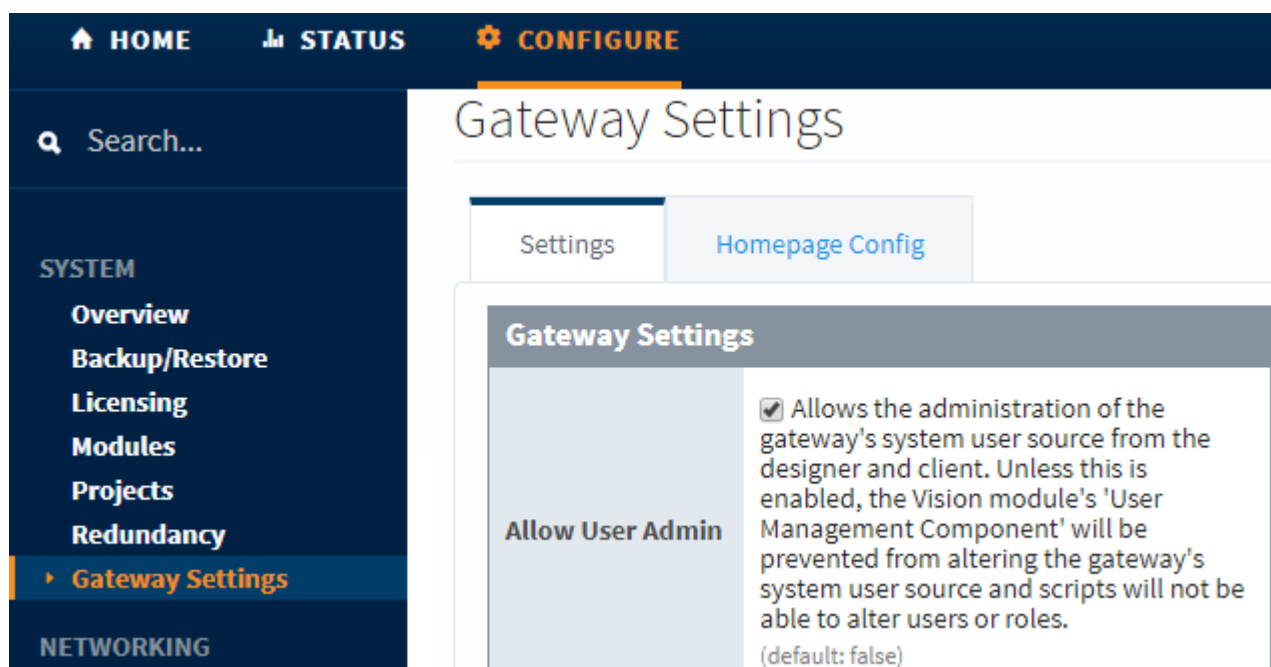 HOME STATUS CONFIGURE
Search...
SYSTEM
Overview
Backup/Restore
Licensing
Modules
Projects
Redundancy
Gateway Settings
NETWORKING
Gateway Settings
Settings Homepage Config
Gateway Settings
Allow User Admin
Allows the administration of the
gateway's system user source from the
designer and client. Unless this is
enabled, the Vision module's 'User
Management Component' will be
prevented from altering the gateway's
system user source and scripts will not be
able to alter users or roles.
(default: false)